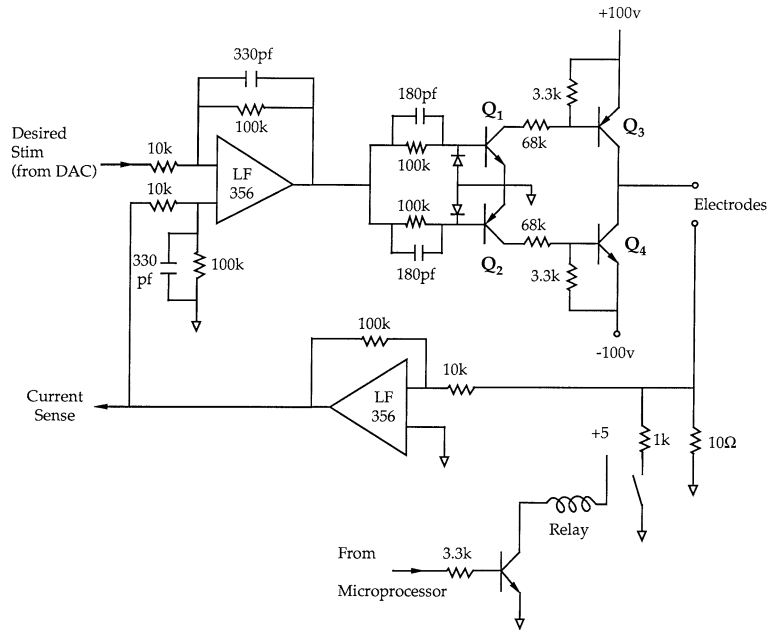 +100v
330pf
180pf
3.3k
Q1
100k
68k
Q3
Desired
Stim
(from DAC)
10k
LF
356
100k
10k
100k
Electrodes
68k
Q4
330
pf
100k
180pf
Q2
3.3k
-100v
100k
10k
Current
Sense
LF
356
+5
1k
10Ω
Relay
From
Microprocessor
3.3k